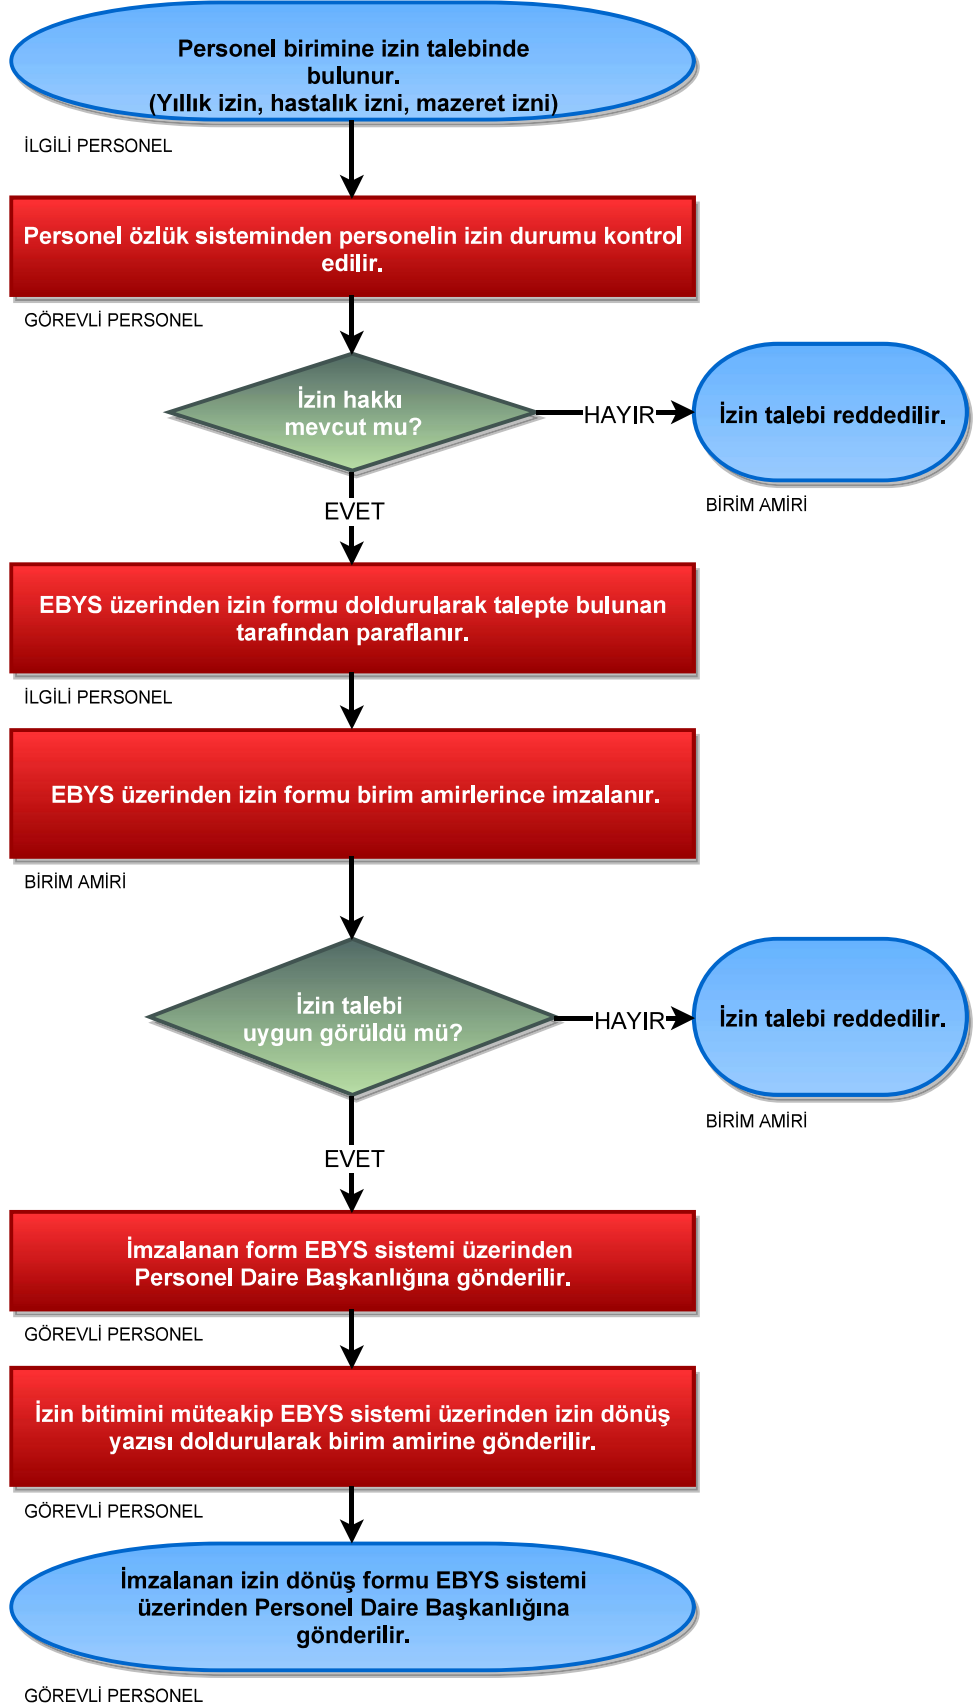 Personel birimine izin talebinde
bulunur.
(Yıllık izin, hastalık izni, mazeret izni)
İLGİLİ PERSONEL
Personel özlük sisteminden personelin izin durumu kontrol
edilir.
GÖREVLİ PERSONEL
İzin hakkı
mevcut mu?
HAYIR
İzin talebi reddedilir.
BİRİM AMİRİ
EVET
EBYS üzerinden izin formu doldurularak talepte bulunan
tarafından paraflanır.
İLGİLİ PERSONEL
EBYS üzerinden izin formu birim amirlerince imzalanır.
BİRİM AMİRİ
İzin talebi
uygun görüldü mü?
HAYIR
İzin talebi reddedilir.
BİRİM AMİRİ
EVET
İmzalanan form EBYS sistemi üzerinden
Personel Daire Başkanlığına gönderilir.
GÖREVLİ PERSONEL
İzin bitimini müteakip EBYS sistemi üzerinden izin dönüş
yazısı doldurularak birim amirine gönderilir.
GÖREVLİ PERSONEL
İmzalanan izin dönüş formu EBYS sistemi
üzerinden Personel Daire Başkanlığına
gönderilir.
GÖREVLİ PERSONEL